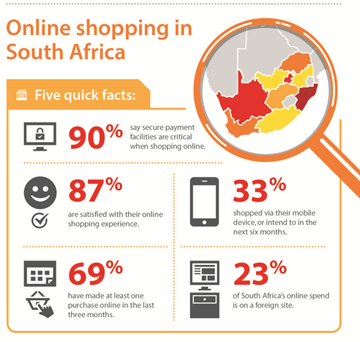 Online shopping in
South Africa
Five quick facts:
90%
say secure payment
facilities are critical
when shopping online.
87%
are satisfied with their online
shopping experience.
33%
shopped via their mobile
device, or intend to in
the next six months.
69%
have made at least one
purchase online in the last
three months.
23%
of South Africa's online spend
is on a foreign site.